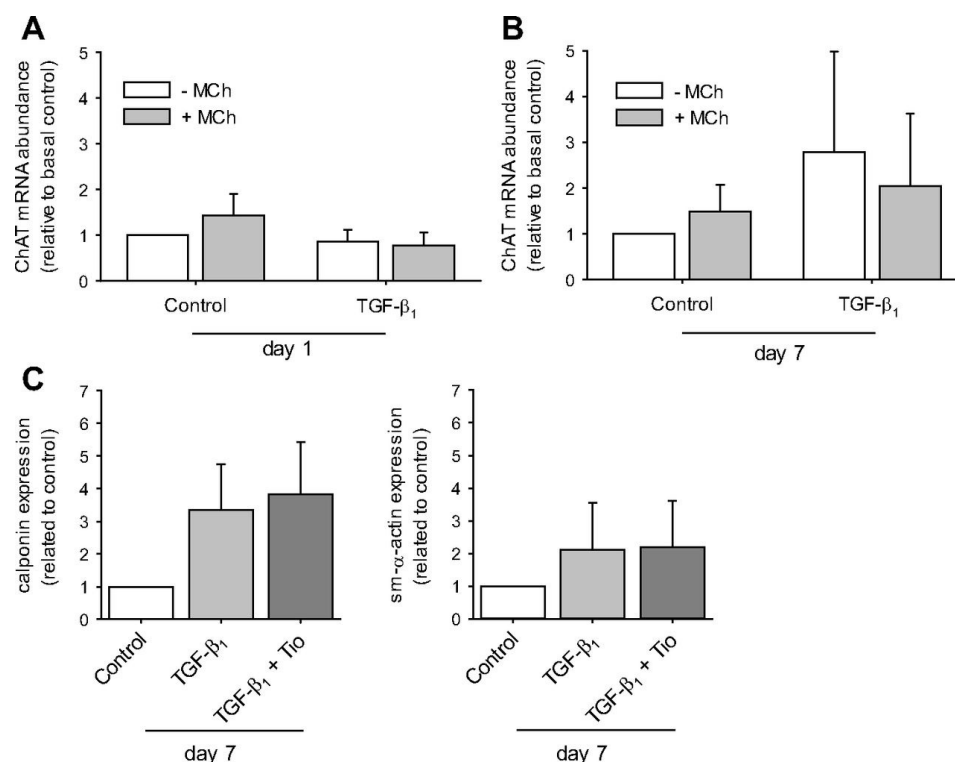 A
ChAT mRNA abundance
(relative to basal control)
5
4
3
2
1
0
- MCh
+ MCh
Control
TGF-β₁
day 1
B
ChAT mRNA abundance
(relative to basal control)
5
4
3
2
1
0
- MCh
+ MCh
Control
TGF-β₁
day 7
C
calponin expression
(related to control)
7
6
5
4
3
2
1
0
Control
TGF-β₁
TGF-β₁ + Tio
day 7
sm-α-actin expression
(related to control)
7
6
5
4
3
2
1
0
Control
TGF-β₁
TGF-β₁ + Tio
day 7